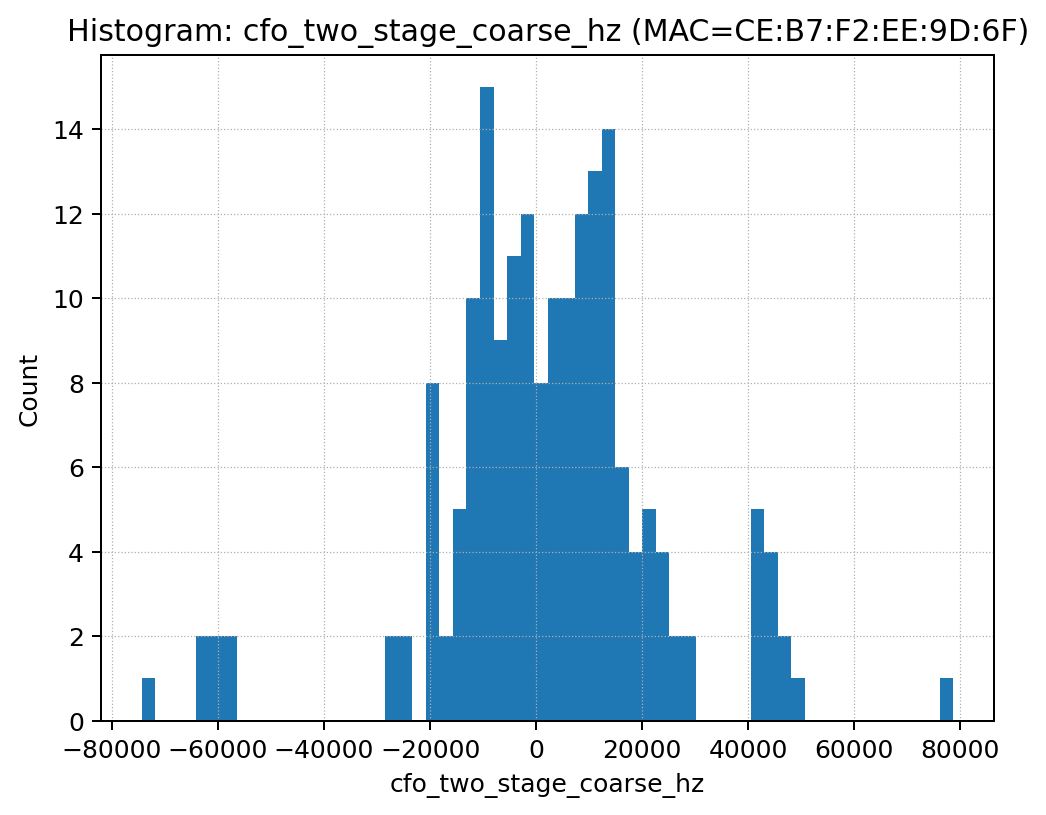 Histogram: cfo_two_stage_coarse_hz (MAC=CE:B7:F2:EE:9D:6F)
14
12
10
8
6
4
2
0
Count
−80000 −60000 −40000 −20000 0 20000 40000 60000 80000
cfo_two_stage_coarse_hz